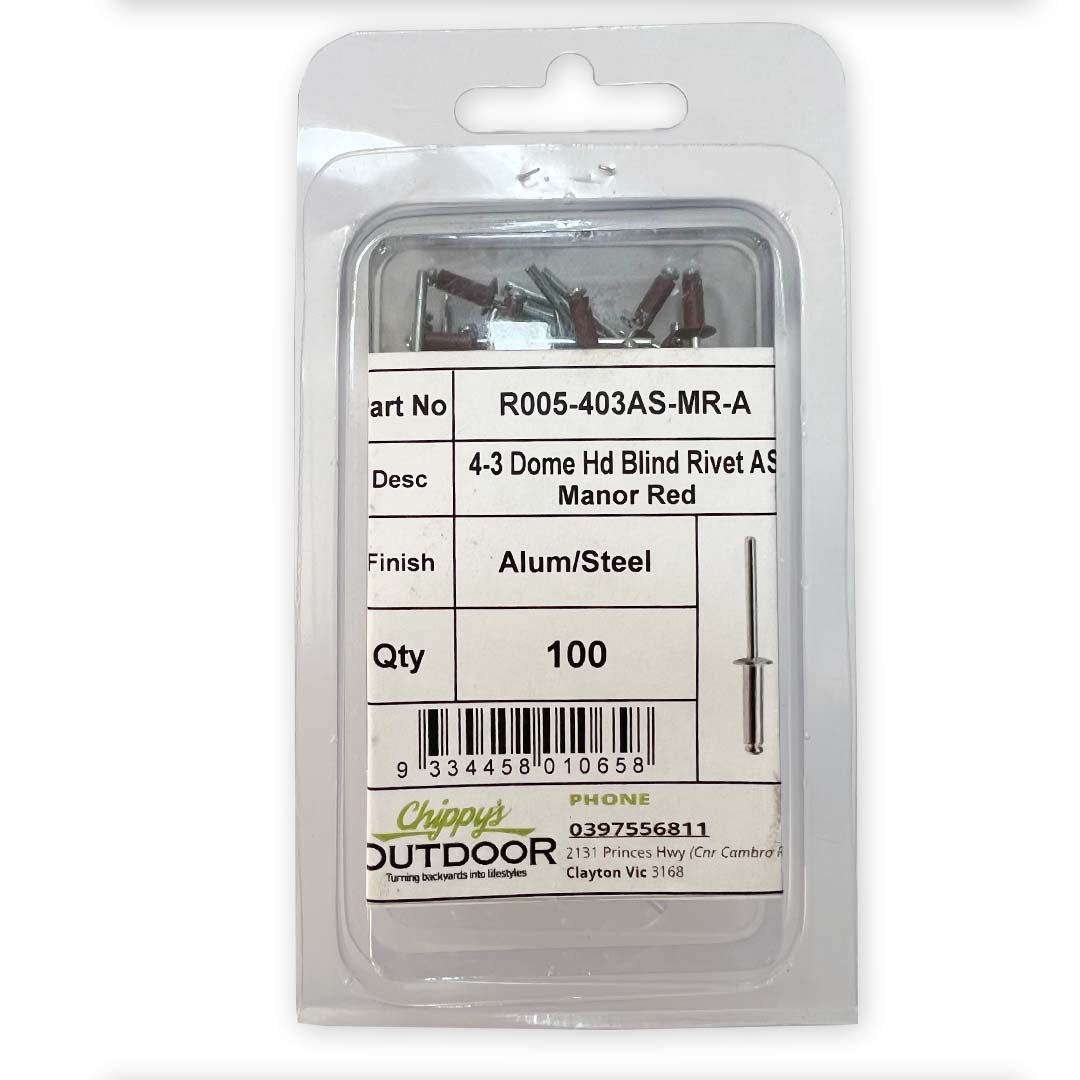 art No R005-403AS-MR-A
Desc 4-3 Dome Hd Blind Rivet AS
Manor Red
Finish Alum/Steel
Qty 100
9 334458 010658
Chippy's
OUTDOOR
Turning backyards into lifestyles
PHONE
0397556811
2131 Princes Hwy (Cnr Cambro R
Clayton Vic 3168